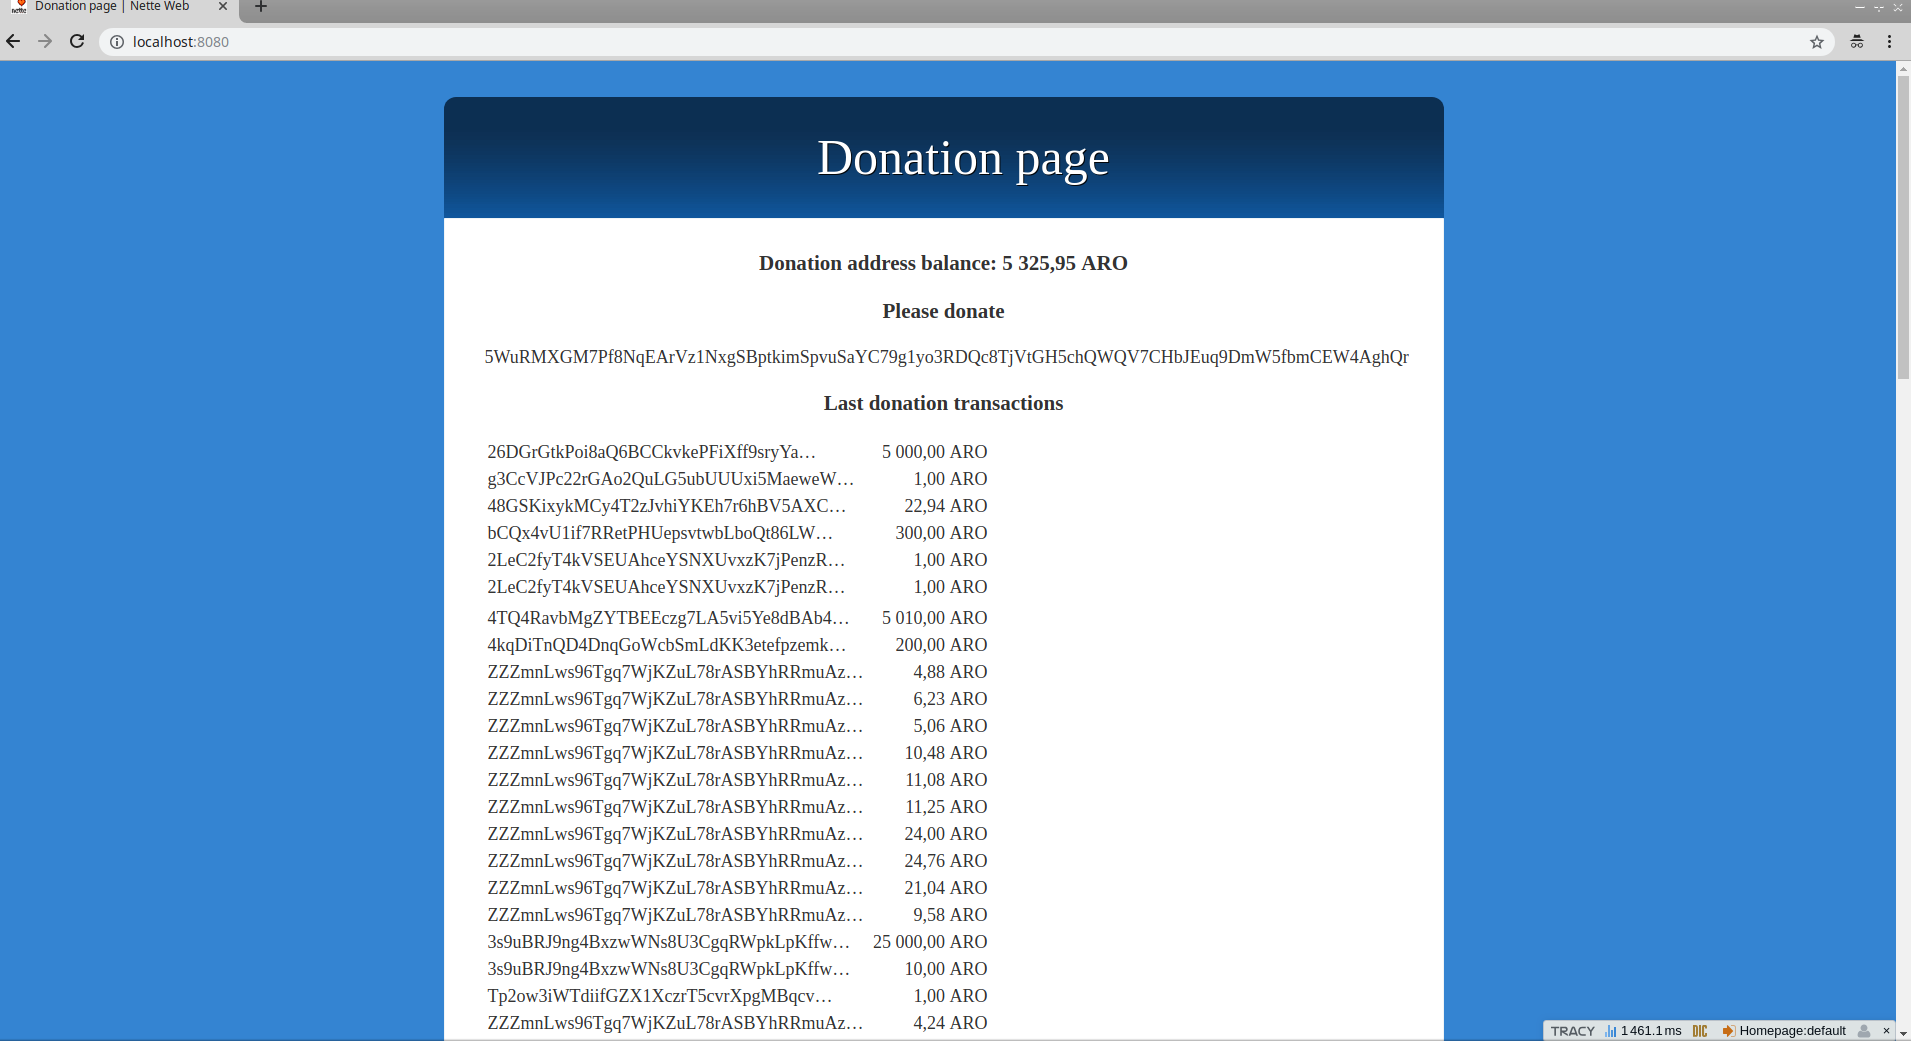 Donation page | Nette Web
localhost:8080
Donation page
Donation address balance: 5 325,95 ARO
Please donate
5WuRMXGM7Pf8NqEArVz1NxgSBptkimSpvuSaYC79g1yo3RDQc8TjVtGH5chQWQV7CHbJEuq9DmW5fbmCEW4AghQr
Last donation transactions
26DGrGtkPoi8aQ6BCCkvkePFiXff9sryYa… 5 000,00 ARO
g3CcVJPc22rGAo2QuLG5ubUUUxi5MaeweW… 1,00 ARO
48GSKixykMCy4T2zJvhiYKEh7r6hBV5AXC… 22,94 ARO
bCQx4vU1if7RRetPHUepsvtwbLboQt86LW… 300,00 ARO
2LeC2fyT4kVSEUAhceYSNXUvxzK7jPenzR… 1,00 ARO
2LeC2fyT4kVSEUAhceYSNXUvxzK7jPenzR… 1,00 ARO
4TQ4RavbMgZYTBEEczg7LA5vi5Ye8dBAb4… 5 010,00 ARO
4kqDiTnQD4DnqGoWcbSmLdKK3etefpzemk… 200,00 ARO
ZZZmnLws96Tgq7WjKZuL78rASBYhRRmuAz… 4,88 ARO
ZZZmnLws96Tgq7WjKZuL78rASBYhRRmuAz… 6,23 ARO
ZZZmnLws96Tgq7WjKZuL78rASBYhRRmuAz… 5,06 ARO
ZZZmnLws96Tgq7WjKZuL78rASBYhRRmuAz… 10,48 ARO
ZZZmnLws96Tgq7WjKZuL78rASBYhRRmuAz… 11,08 ARO
ZZZmnLws96Tgq7WjKZuL78rASBYhRRmuAz… 11,25 ARO
ZZZmnLws96Tgq7WjKZuL78rASBYhRRmuAz… 24,00 ARO
ZZZmnLws96Tgq7WjKZuL78rASBYhRRmuAz… 24,76 ARO
ZZZmnLws96Tgq7WjKZuL78rASBYhRRmuAz… 21,04 ARO
ZZZmnLws96Tgq7WjKZuL78rASBYhRRmuAz… 9,58 ARO
3s9uBRJ9ng4BxzwWNs8U3CgqRWpkLpKffw… 25 000,00 ARO
3s9uBRJ9ng4BxzwWNs8U3CgqRWpkLpKffw… 10,00 ARO
Tp2ow3iWTdiifGZX1XczrT5cvrXpgMBqcv… 1,00 ARO
ZZZmnLws96Tgq7WjKZuL78rASBYhRRmuAz… 4,24 ARO
TRACY 1 461.1 ms DIC Homepage:default ×